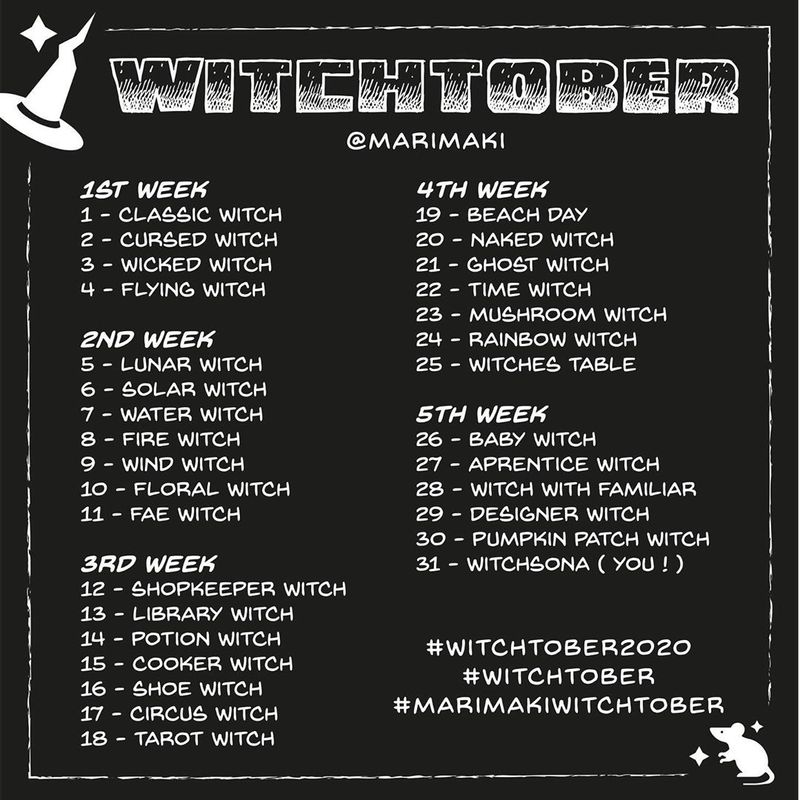 WITCHTOBER
@MARIMAKI
1ST WEEK
1 - CLASSIC WITCH
2 - CURSED WITCH
3 - WICKED WITCH
4 - FLYING WITCH
2ND WEEK
5 - LUNAR WITCH
6 - SOLAR WITCH
7 - WATER WITCH
8 - FIRE WITCH
9 - WIND WITCH
10 - FLORAL WITCH
11 - FAE WITCH
3RD WEEK
12 - SHOPKEEPER WITCH
13 - LIBRARY WITCH
14 - POTION WITCH
15 - COOKER WITCH
16 - SHOE WITCH
17 - CIRCUS WITCH
18 - TAROT WITCH
4TH WEEK
19 - BEACH DAY
20 - NAKED WITCH
21 - GHOST WITCH
22 - TIME WITCH
23 - MUSHROOM WITCH
24 - RAINBOW WITCH
25 - WITCHES TABLE
5TH WEEK
26 - BABY WITCH
27 - APRENTICE WITCH
28 - WITCH WITH FAMILIAR
29 - DESIGNER WITCH
30 - PUMPKIN PATCH WITCH
31 - WITCHSONA ( YOU ! )
#WITCHTOBER2020
#WITCHTOBER
#MARIMAKIWITCHTOBER